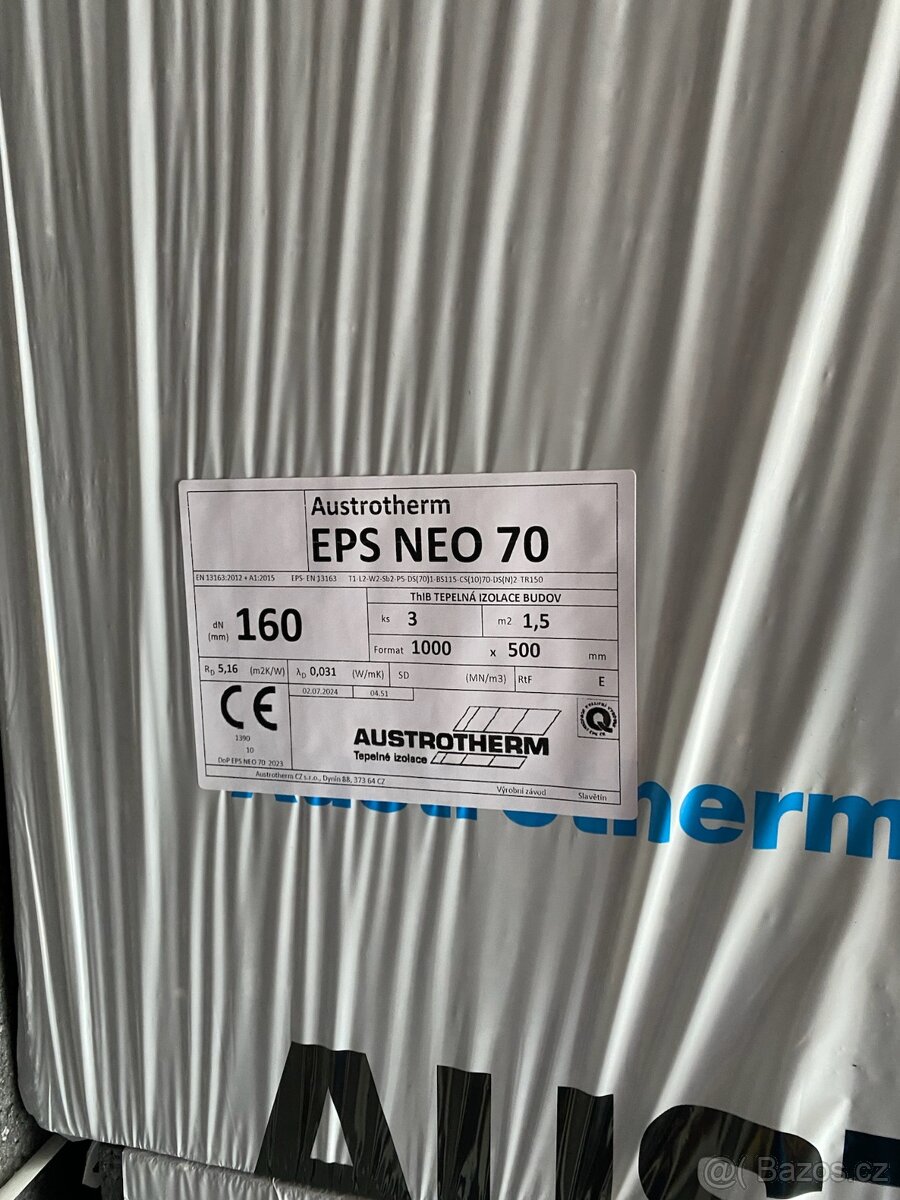 Austrotherm
EPS NEO 70
EN 13163:2012 + A1:2015 EPS- EN 13163 T1-L2-W2-Sb2-P5-DS(70)1-BS115-CS(10)70-DS(N)2-TR150
ThIB TEPELNÁ IZOLACE BUDOV
dN (mm) 160
ks 3 m2 1,5
Format 1000 x 500 mm
RD 5,16 (m2K/W) λD 0,031 (W/mK) SD (MN/m3) RtF E
02.07.2024 04.51
CE
1390
10
DoP EPS NEO 70 2023
AUSTROTHERM
Tepelné izolace
Q
Austrotherm CZ s.r.o., Dynín 88, 373 64 CZ
Výrobní závod Slavětín
Austrotherm
AUST
@( Bazos.cz